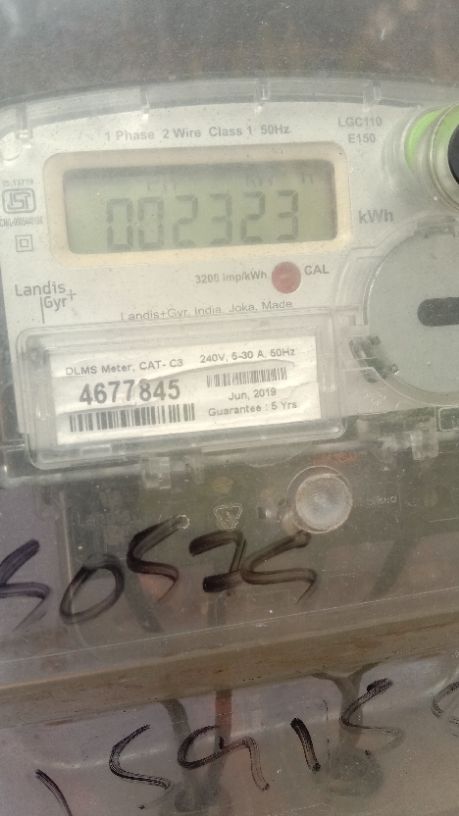 LGC110
1 Phase 2 Wire Class 1 50Hz
E150
kW h
002323
kWh
3200 imp/kWh CAL
Landis
Gyr+
Landis+Gyr, India, Joka, Made
DLMS Meter, CAT- C3 240V, 5-30 A, 50Hz
4677845
Jun, 2019
Guarantee : 5 Yrs